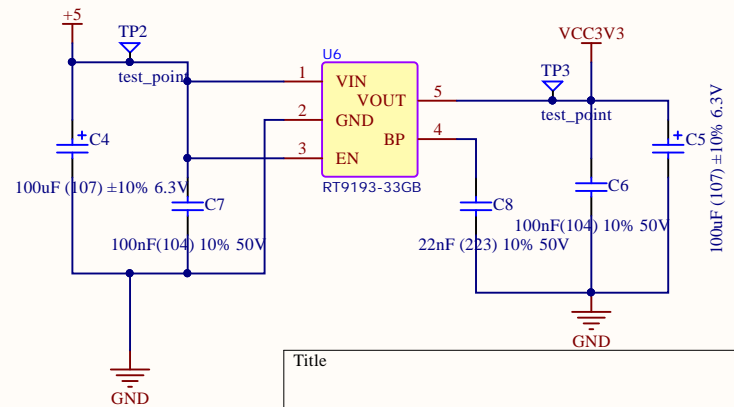 +5
TP2
test_point
U6
1
VIN
2
GND
3
EN
VOUT
5
BP
4
RT9193-33GB
VCC3V3
TP3
test_point
C4
100uF (107) ±10% 6.3V
C7
100nF(104) 10% 50V
C8
22nF (223) 10% 50V
C6
100nF(104) 10% 50V
C5
100uF (107) ±10% 6.3V
GND
GND
Title